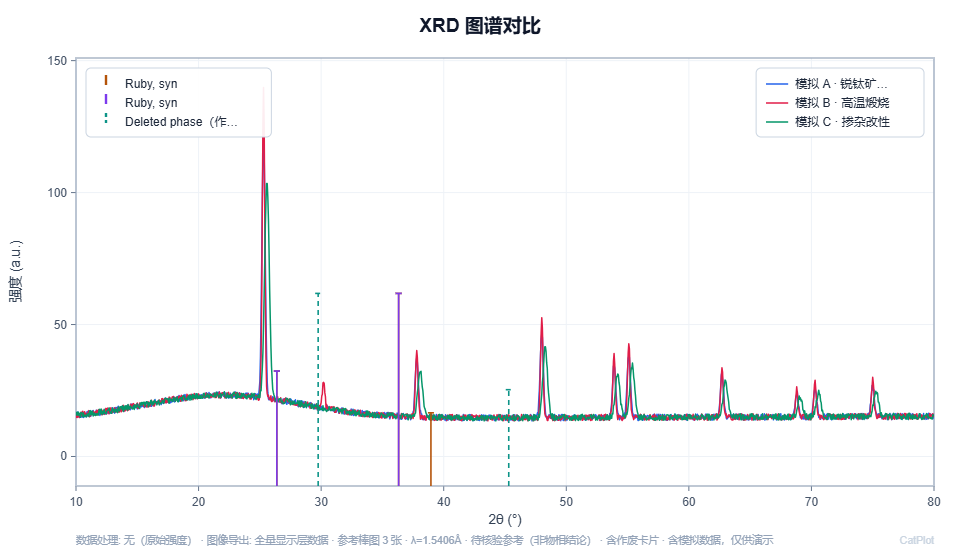 XRD 图谱对比
150
100
50
0
强度 (a.u.)
Ruby, syn
Ruby, syn
Deleted phase（作…
模拟 A · 锐钛矿…
模拟 B · 高温煅烧
模拟 C · 掺杂改性
10 20 30 40 50 60 70 80
2θ (°)
数据处理: 无（原始强度） · 图像导出: 全量显示层数据 · 参考棒图 3 张 · λ=1.5406Å · 待核验参考（非物相结论） · 含作废卡片 · 含模拟数据，仅供演示
CatPlot